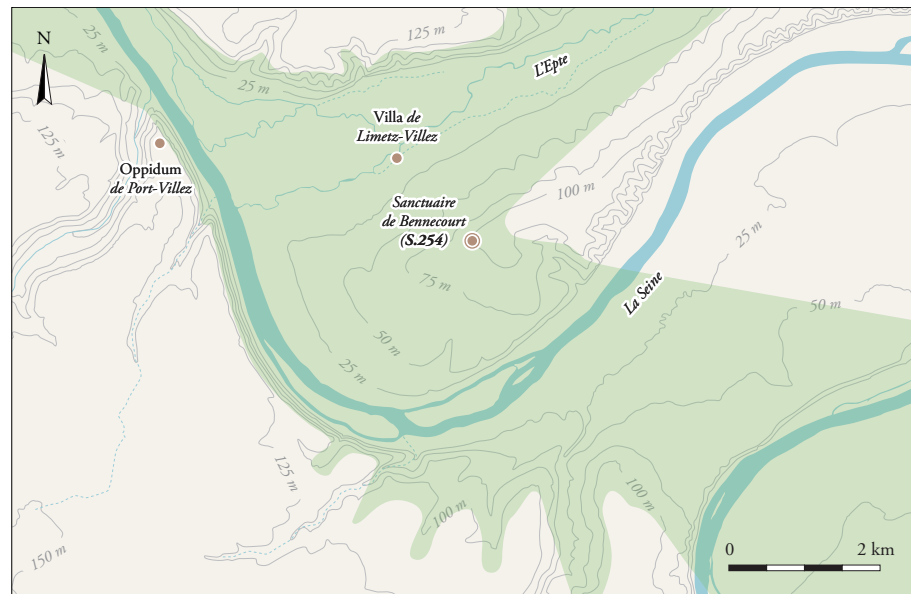 N
25 m
125 m
25 m
L'Epte
125 m
Villa de
Limetz-Villez
Oppidum
de Port-Villez
100 m
Sanctuaire
de Bennecourt
(S.254)
25 m
75 m
La Seine
50 m
50 m
25 m
125 m
100 m
100 m
150 m
0
2 km